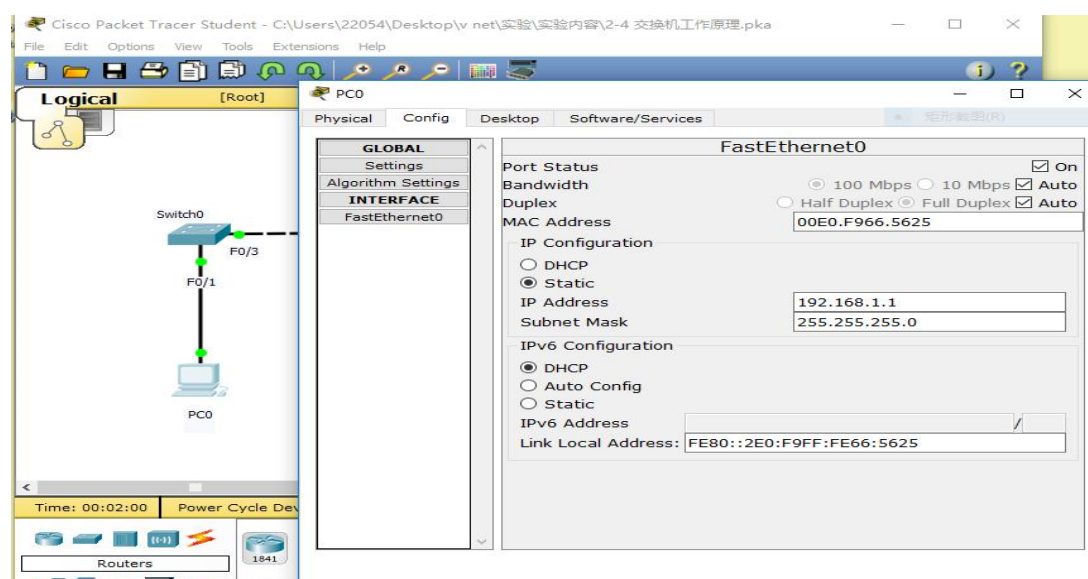 Cisco Packet Tracer Student - C:\Users\22054\Desktop\v net\实验\实验内容\2-4 交换机工作原理.pka
File Edit Options View Tools Extensions Help
Logical
[Root]
PC0
Physical Config Desktop Software/Services
矩形截图(R)
GLOBAL
Settings
Algorithm Settings
INTERFACE
FastEthernet0
FastEthernet0
Port Status On
Bandwidth 100 Mbps 10 Mbps Auto
Duplex Half Duplex Full Duplex Auto
MAC Address 00E0.F966.5625
IP Configuration
DHCP
Static
IP Address 192.168.1.1
Subnet Mask 255.255.255.0
IPv6 Configuration
DHCP
Auto Config
Static
IPv6 Address /
Link Local Address: FE80::2E0:F9FF:FE66:5625
Switch0
F0/3
F0/1
PC0
Time: 00:02:00 Power Cycle Dev
Routers
1841